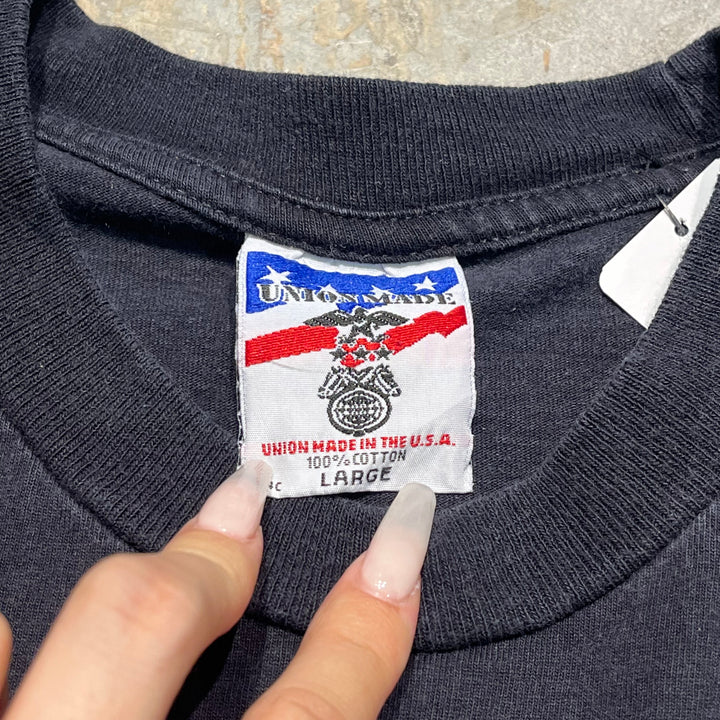 UNION MADE
UNION MADE IN THE U.S.A.
100% COTTON
LARGE